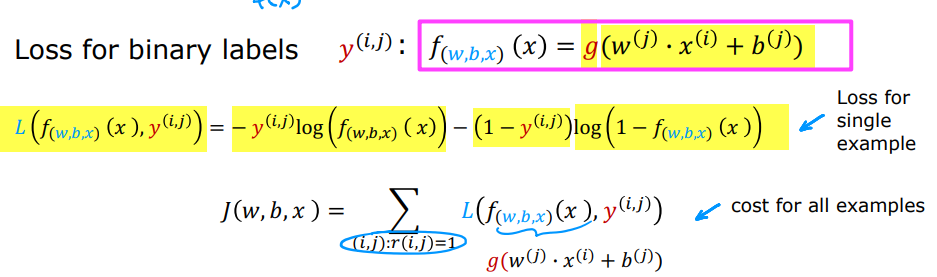 f(x)
Loss for binary labels y^{(i,j)}: f_{(w,b,x)}(x) = g(w^{(j)} · x^{(i)} + b^{(j)})
L(f_{(w,b,x)}(x), y^{(i,j)}) = − y^{(i,j)}log(f_{(w,b,x)}(x)) − (1 − y^{(i,j)})log(1 − f_{(w,b,x)}(x)) Loss for
single
example
J(w, b, x) = ∑_{(i,j):r(i,j)=1} L(f_{(w,b,x)}(x), y^{(i,j)}) cost for all examples
g(w^{(j)} · x^{(i)} + b^{(j)})